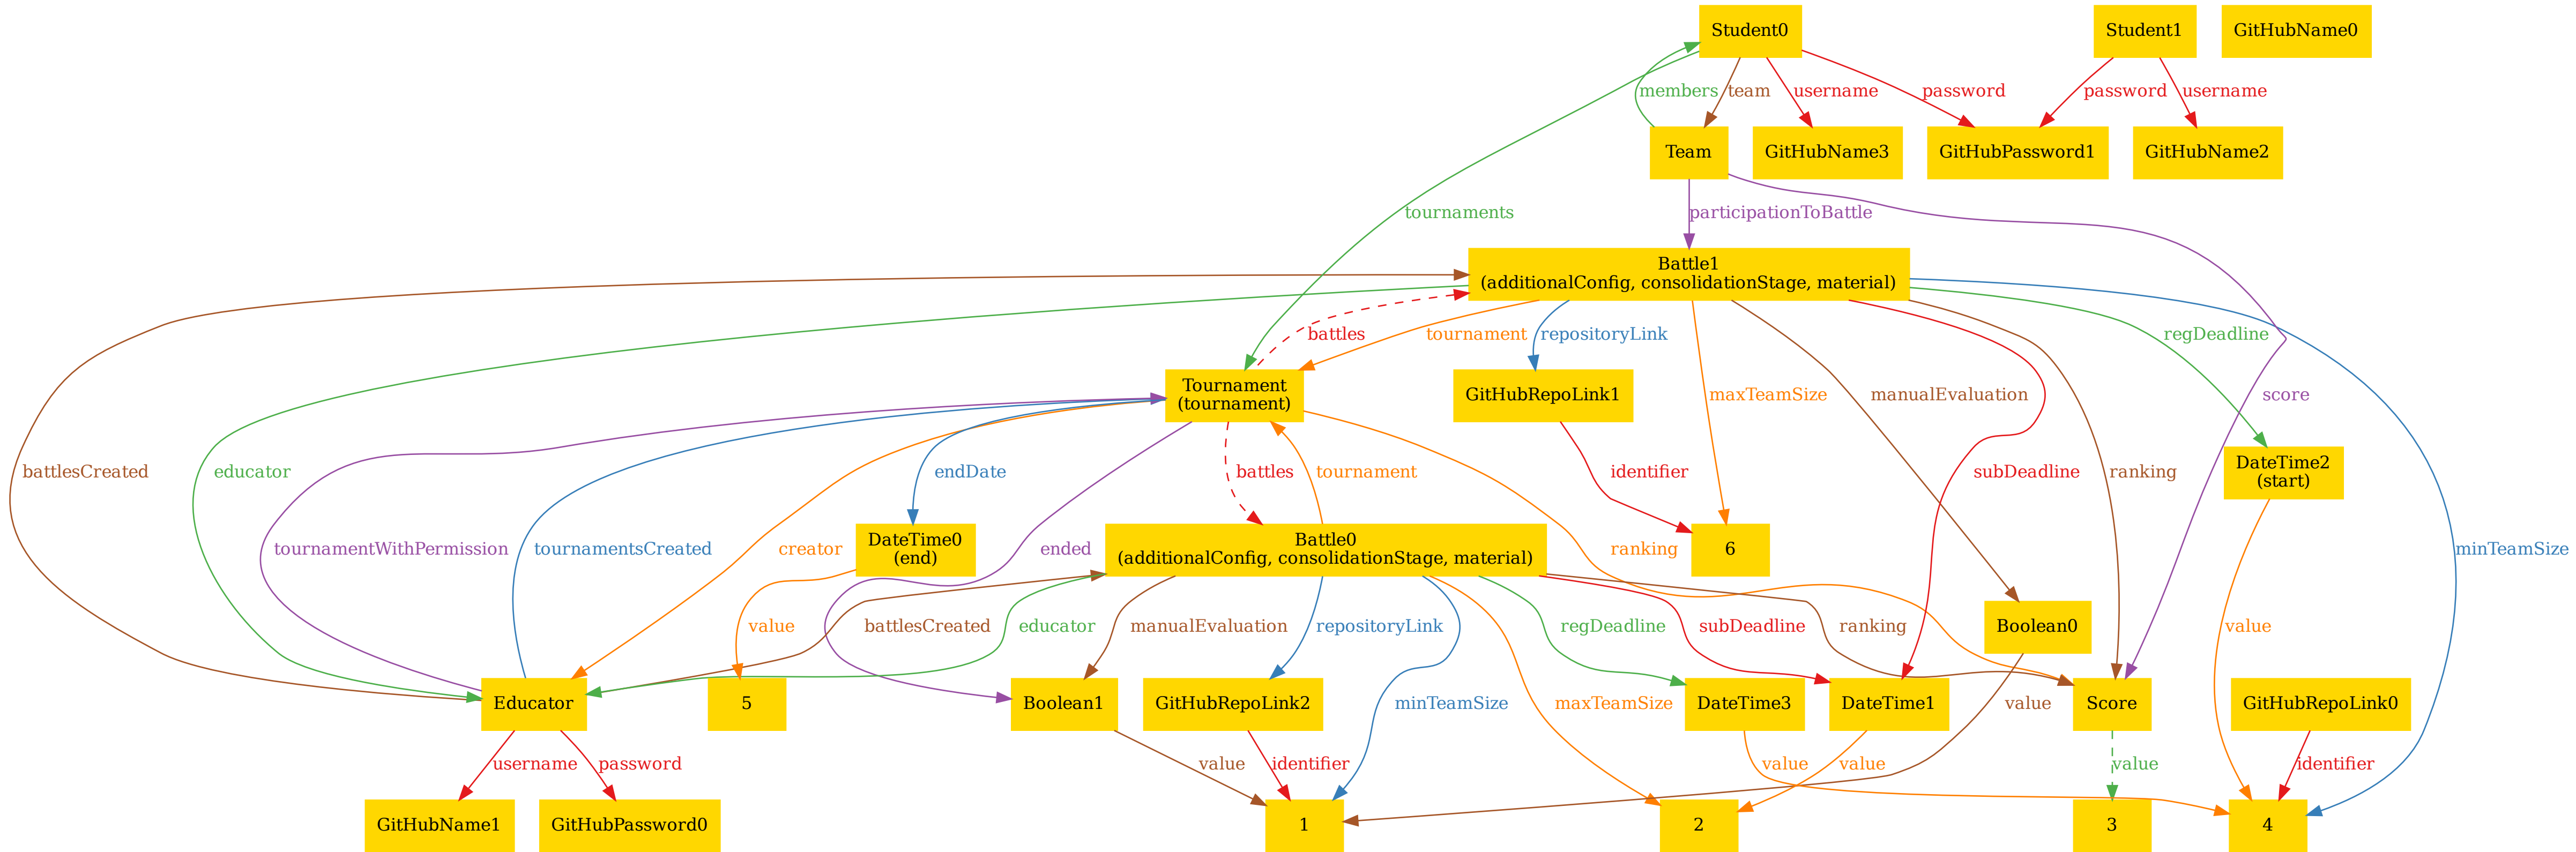 Student0
Student1
GitHubName0
members
team
username
password
password
username
Team
GitHubName3
GitHubPassword1
GitHubName2
tournaments
participationToBattle
Battle1
(additionalConfig, consolidationStage, material)
battles
tournament
repositoryLink
regDeadline
Tournament
(tournament)
GitHubRepoLink1
maxTeamSize
manualEvaluation
score
battlesCreated
educator
endDate
battles
tournament
identifier
subDeadline
ranking
DateTime2
(start)
tournamentWithPermission
tournamentsCreated
creator
DateTime0
(end)
ended
Battle0
(additionalConfig, consolidationStage, material)
ranking
6
minTeamSize
value
battlesCreated
educator
manualEvaluation
repositoryLink
regDeadline
subDeadline
ranking
Boolean0
value
Educator
5
Boolean1
GitHubRepoLink2
minTeamSize
maxTeamSize
DateTime3
DateTime1
value
Score
GitHubRepoLink0
username
password
value
identifier
value
value
value
identifier
GitHubName1
GitHubPassword0
1
2
3
4